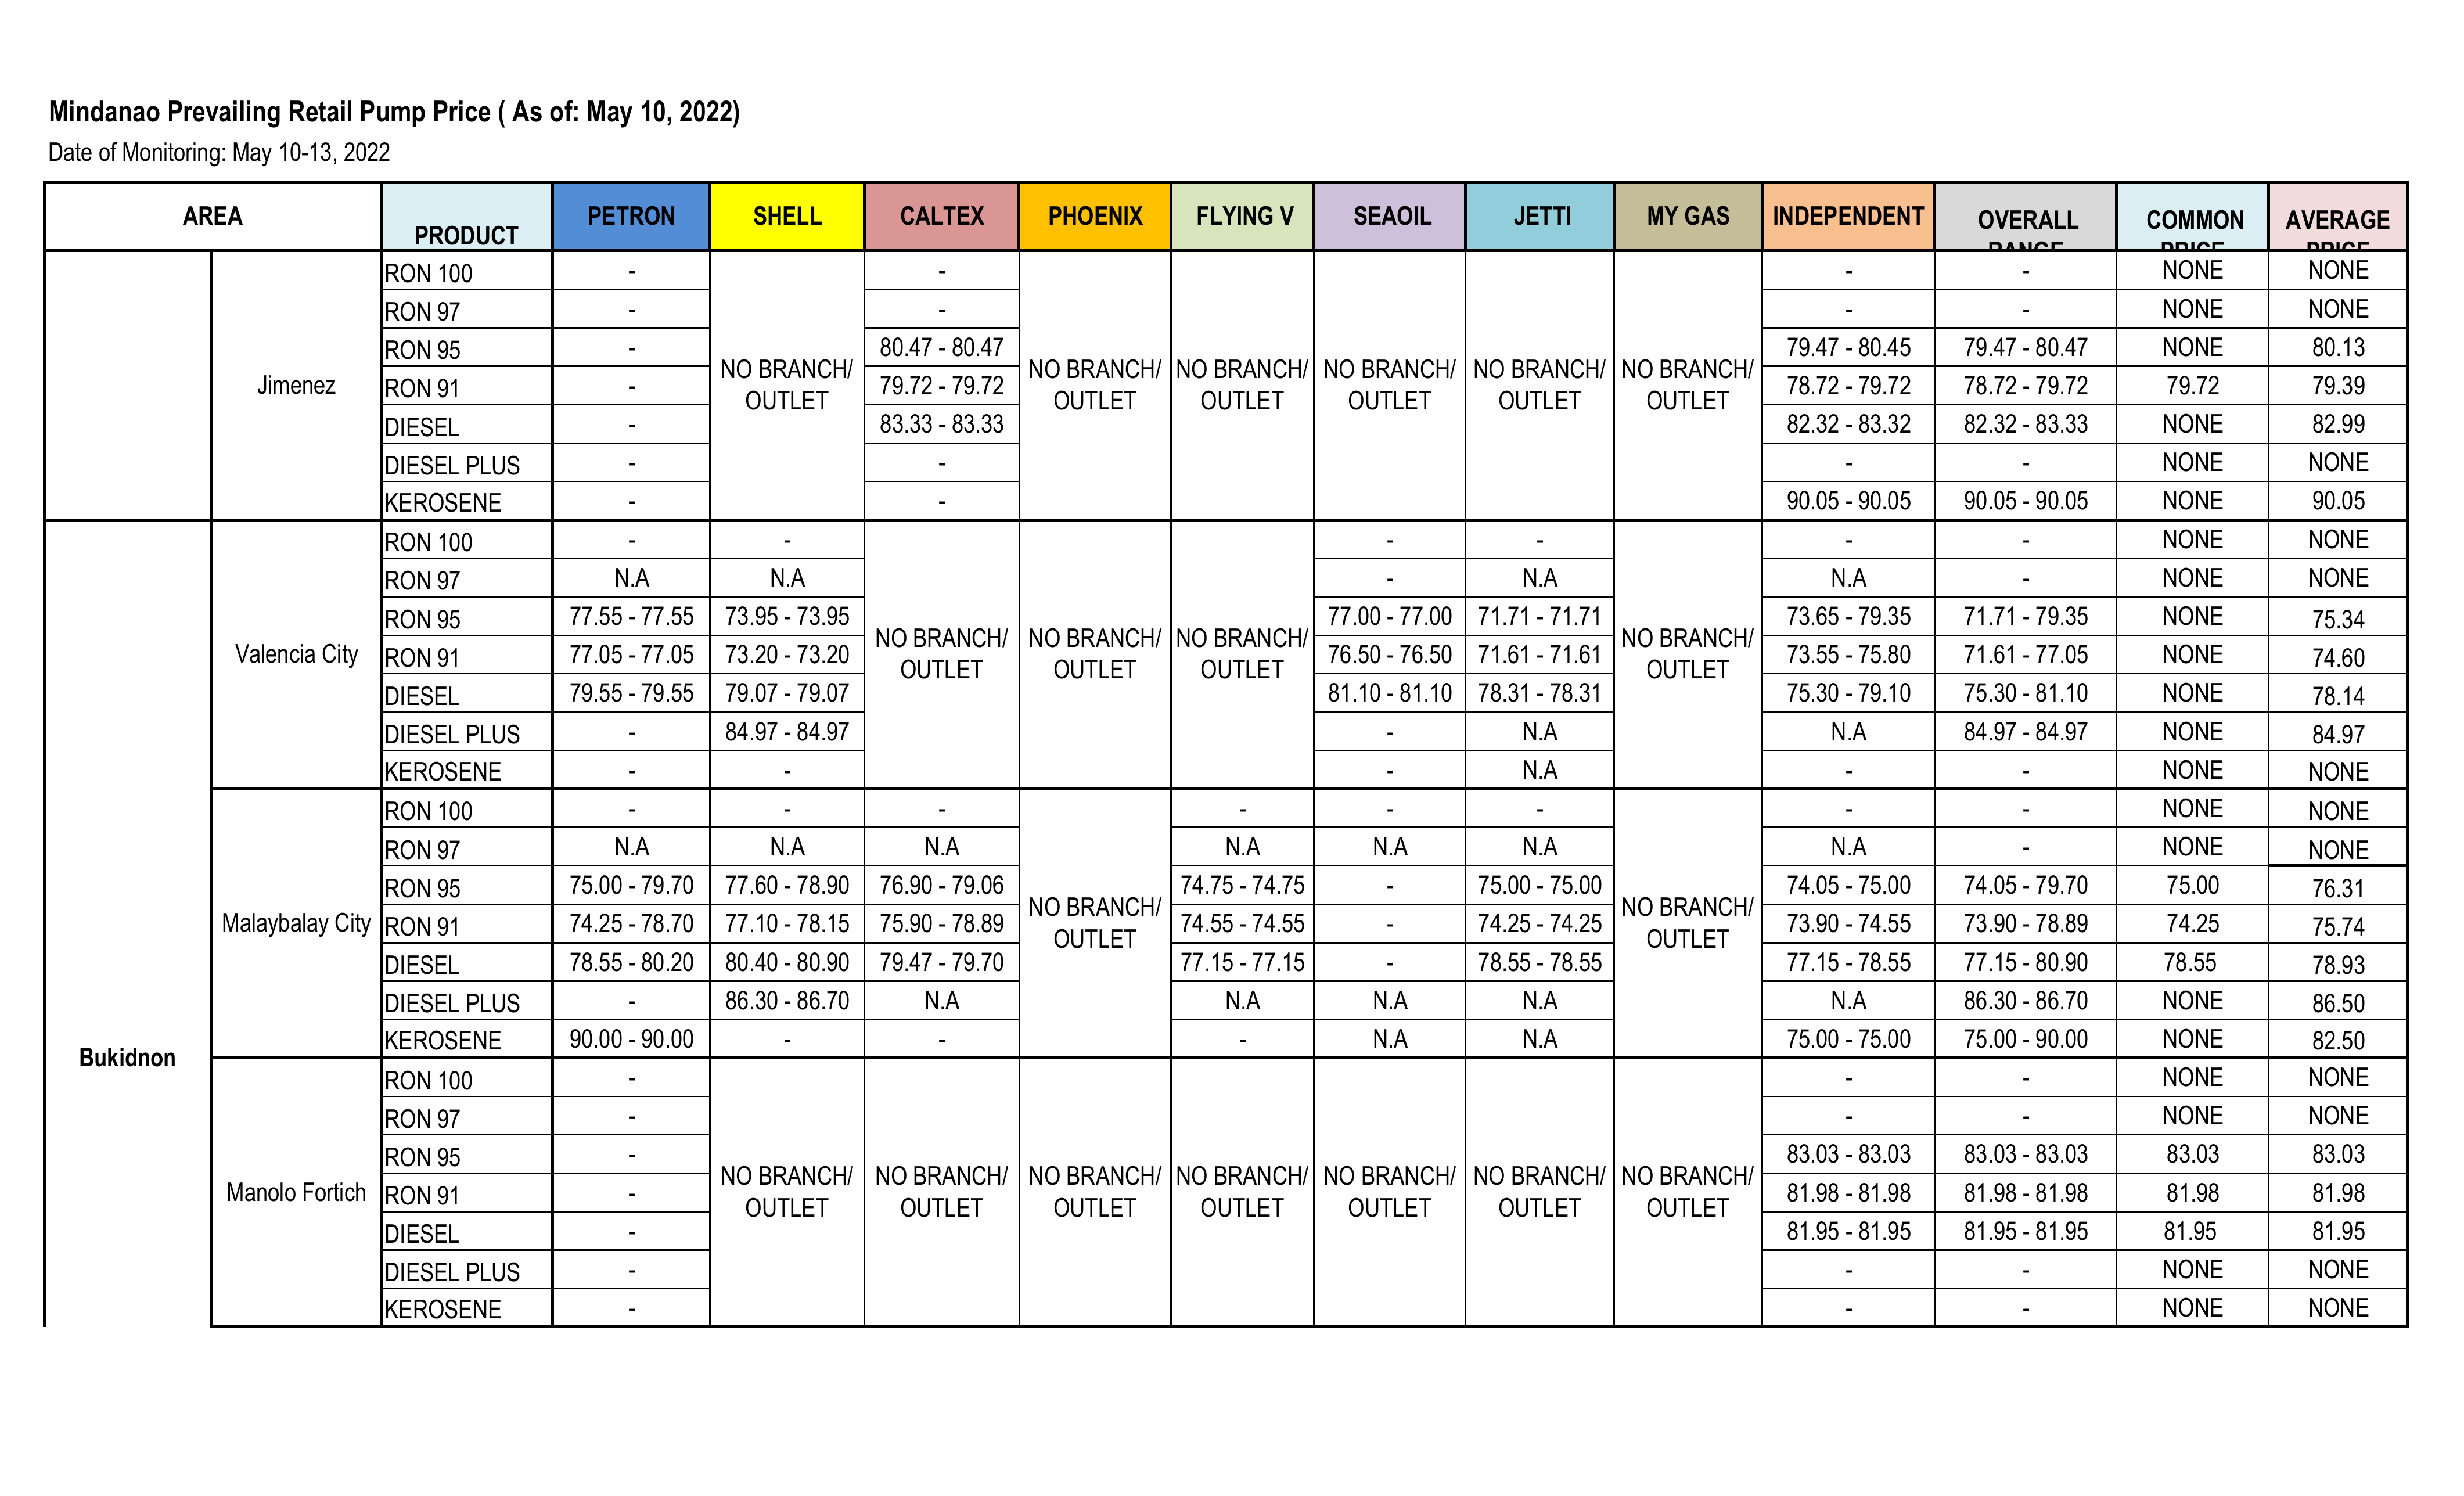 Mindanao Prevailing Retail Pump Price ( As of: May 10, 2022)
Date of Monitoring: May 10-13, 2022
AREA PRODUCT PETRON SHELL CALTEX PHOENIX FLYING V SEAOIL JETTI MY GAS INDEPENDENT OVERALL RANGE COMMON PRICE AVERAGE PRICE
Jimenez
NO BRANCH/ OUTLET NO BRANCH/ OUTLET NO BRANCH/ OUTLET NO BRANCH/ OUTLET NO BRANCH/ OUTLET NO BRANCH/ OUTLET
RON 100 - - - - NONE NONE
RON 97 - - - - NONE NONE
RON 95 - 80.47 - 80.47 79.47 - 80.45 79.47 - 80.47 NONE 80.13
RON 91 - 79.72 - 79.72 78.72 - 79.72 78.72 - 79.72 79.72 79.39
DIESEL - 83.33 - 83.33 82.32 - 83.32 82.32 - 83.33 NONE 82.99
DIESEL PLUS - - - - NONE NONE
KEROSENE - - 90.05 - 90.05 90.05 - 90.05 NONE 90.05
Bukidnon
Valencia City
NO BRANCH/ OUTLET NO BRANCH/ OUTLET NO BRANCH/ OUTLET NO BRANCH/ OUTLET
RON 100 - - - - - - NONE NONE
RON 97 N.A N.A - N.A N.A - NONE NONE
RON 95 77.55 - 77.55 73.95 - 73.95 77.00 - 77.00 71.71 - 71.71 73.65 - 79.35 71.71 - 79.35 NONE 75.34
RON 91 77.05 - 77.05 73.20 - 73.20 76.50 - 76.50 71.61 - 71.61 73.55 - 75.80 71.61 - 77.05 NONE 74.60
DIESEL 79.55 - 79.55 79.07 - 79.07 81.10 - 81.10 78.31 - 78.31 75.30 - 79.10 75.30 - 81.10 NONE 78.14
DIESEL PLUS - 84.97 - 84.97 - N.A N.A 84.97 - 84.97 NONE 84.97
KEROSENE - - - N.A - - NONE NONE
Malaybalay City
NO BRANCH/ OUTLET NO BRANCH/ OUTLET
RON 100 - - - - - - - - NONE NONE
RON 97 N.A N.A N.A N.A N.A N.A N.A - NONE NONE
RON 95 75.00 - 79.70 77.60 - 78.90 76.90 - 79.06 74.75 - 74.75 - 75.00 - 75.00 74.05 - 75.00 74.05 - 79.70 75.00 76.31
RON 91 74.25 - 78.70 77.10 - 78.15 75.90 - 78.89 74.55 - 74.55 - 74.25 - 74.25 73.90 - 74.55 73.90 - 78.89 74.25 75.74
DIESEL 78.55 - 80.20 80.40 - 80.90 79.47 - 79.70 77.15 - 77.15 - 78.55 - 78.55 77.15 - 78.55 77.15 - 80.90 78.55 78.93
DIESEL PLUS - 86.30 - 86.70 N.A N.A N.A N.A N.A 86.30 - 86.70 NONE 86.50
KEROSENE 90.00 - 90.00 - - - N.A N.A 75.00 - 75.00 75.00 - 90.00 NONE 82.50
Manolo Fortich
NO BRANCH/ OUTLET NO BRANCH/ OUTLET NO BRANCH/ OUTLET NO BRANCH/ OUTLET NO BRANCH/ OUTLET NO BRANCH/ OUTLET NO BRANCH/ OUTLET
RON 100 - - - NONE NONE
RON 97 - - - NONE NONE
RON 95 - 83.03 - 83.03 83.03 - 83.03 83.03 83.03
RON 91 - 81.98 - 81.98 81.98 - 81.98 81.98 81.98
DIESEL - 81.95 - 81.95 81.95 - 81.95 81.95 81.95
DIESEL PLUS - - - NONE NONE
KEROSENE - - - NONE NONE